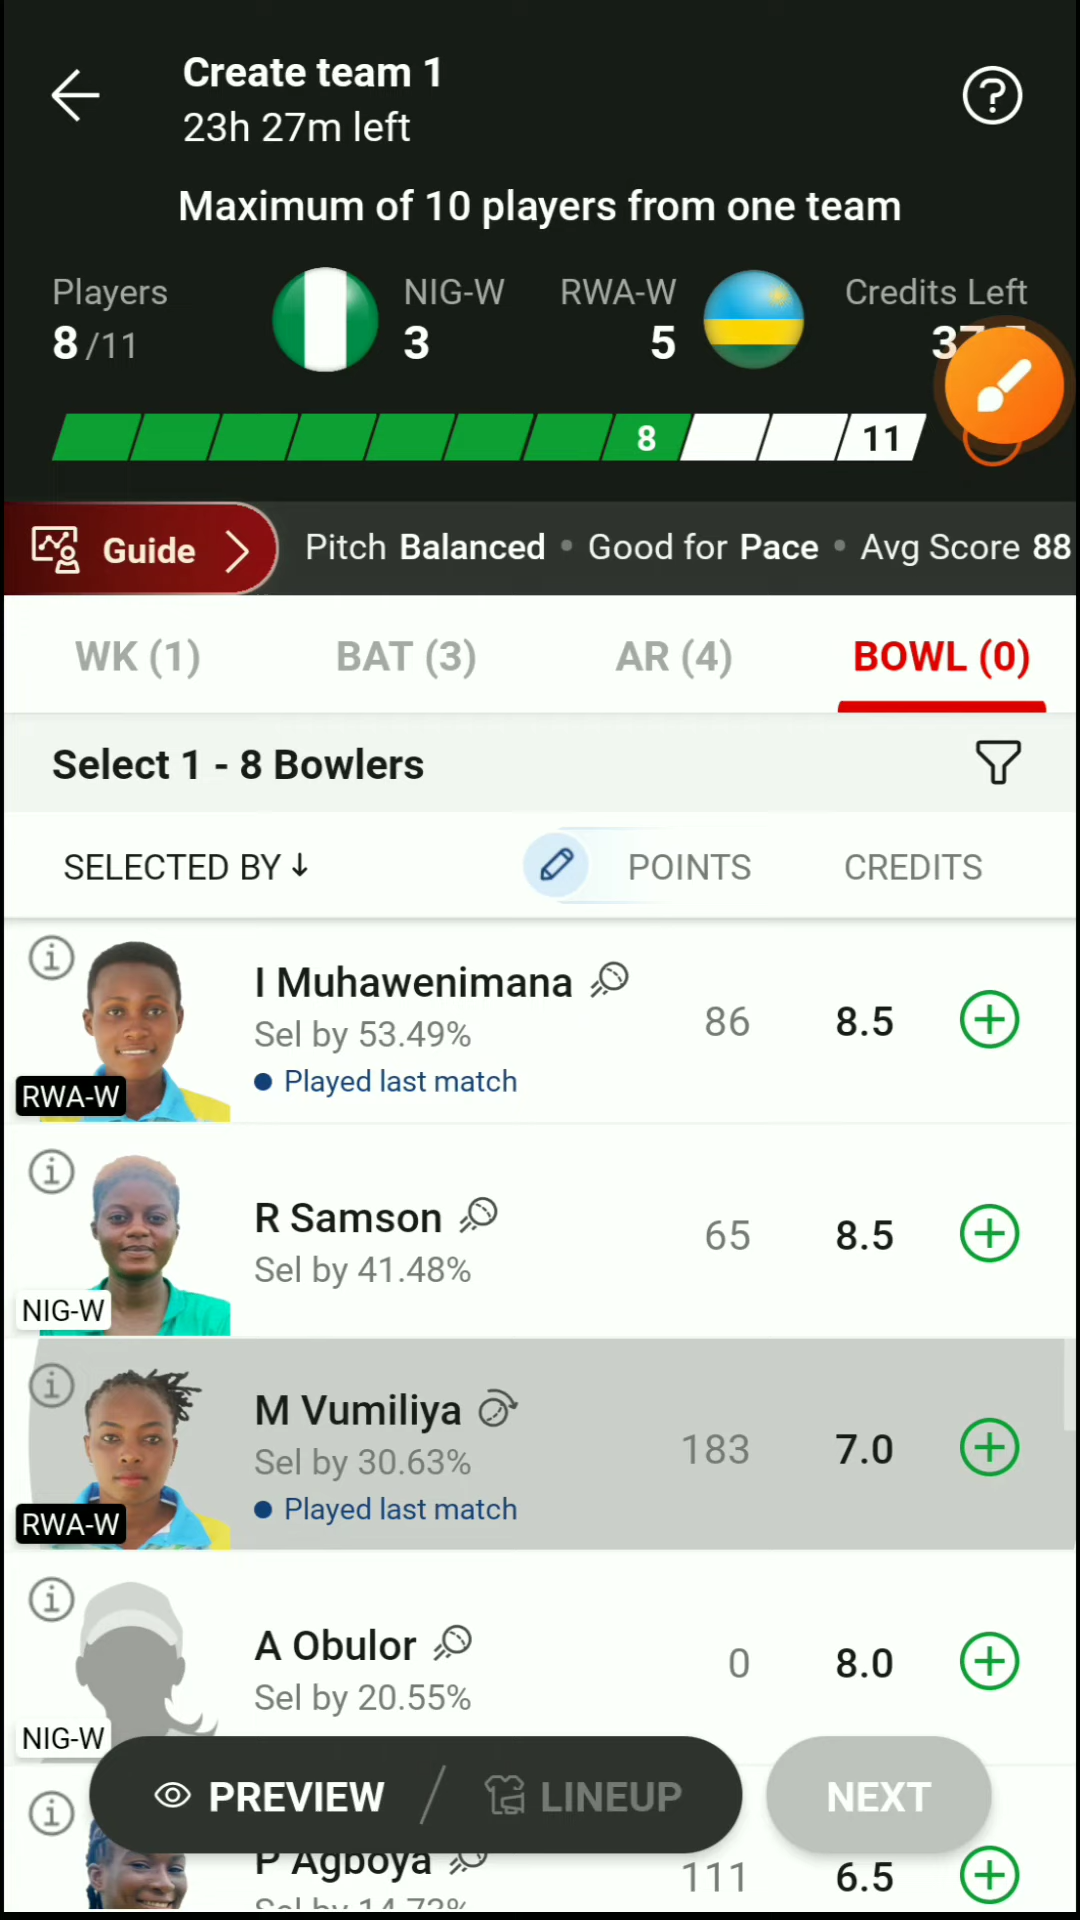 Create team 1
23h 27m left
?
Maximum of 10 players from one team
Players NIG-W RWA-W Credits Left
8 /11 3 5
8 11
Guide Pitch Balanced • Good for Pace • Avg Score 88
WK (1) BAT (3) AR (4) BOWL (0)
Select 1 - 8 Bowlers
SELECTED BY ↓ POINTS CREDITS
I Muhawenimana
Sel by 53.49%
86 8.5
Played last match
RWA-W
R Samson
Sel by 41.48%
65 8.5
NIG-W
M Vumiliya
Sel by 30.63%
183 7.0
Played last match
RWA-W
A Obulor
Sel by 20.55%
0 8.0
NIG-W
PREVIEW / LINEUP NEXT
P Agboya
111 6.5
Sel by 14.73%